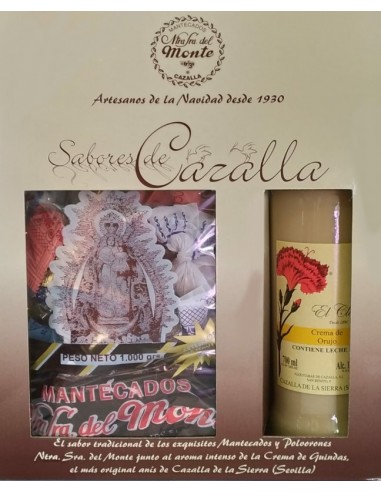 MANTECADOS
Ntra Sra. del
Monte
CAZALLA
Artesanos de la Navidad desde 1930
Sabores de Cazalla
PESO NETO 1.000 grs
MANTECADOS
Sra. del Mon
El
Crema de
Orujo
CONTIENE LECHE
700 ml
Alc.
CAZALLA DE LA SIERRA
El sabor tradicional de los exquisitos Mantecados y Polvorones
Ntra. Sra. del Monte junto al aroma intenso de la Crema de Guindas,
el más original anís de Cazalla de la Sierra (Sevilla)